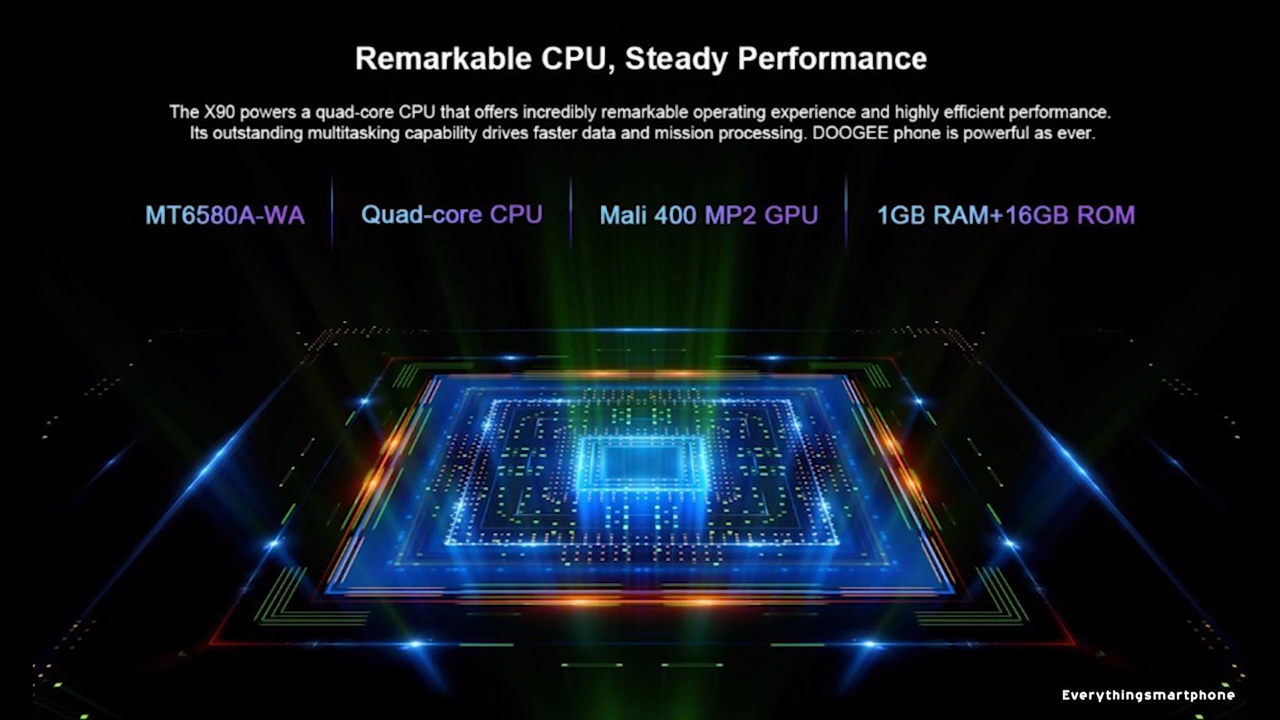 Remarkable CPU, Steady Performance
The X90 powers a quad-core CPU that offers incredibly remarkable operating experience and highly efficient performance.
Its outstanding multitasking capability drives faster data and mission processing. DOOGEE phone is powerful as ever.
MT6580A-WA
Quad-core CPU
Mali 400 MP2 GPU
1GB RAM+16GB ROM
Everythingsmartphone